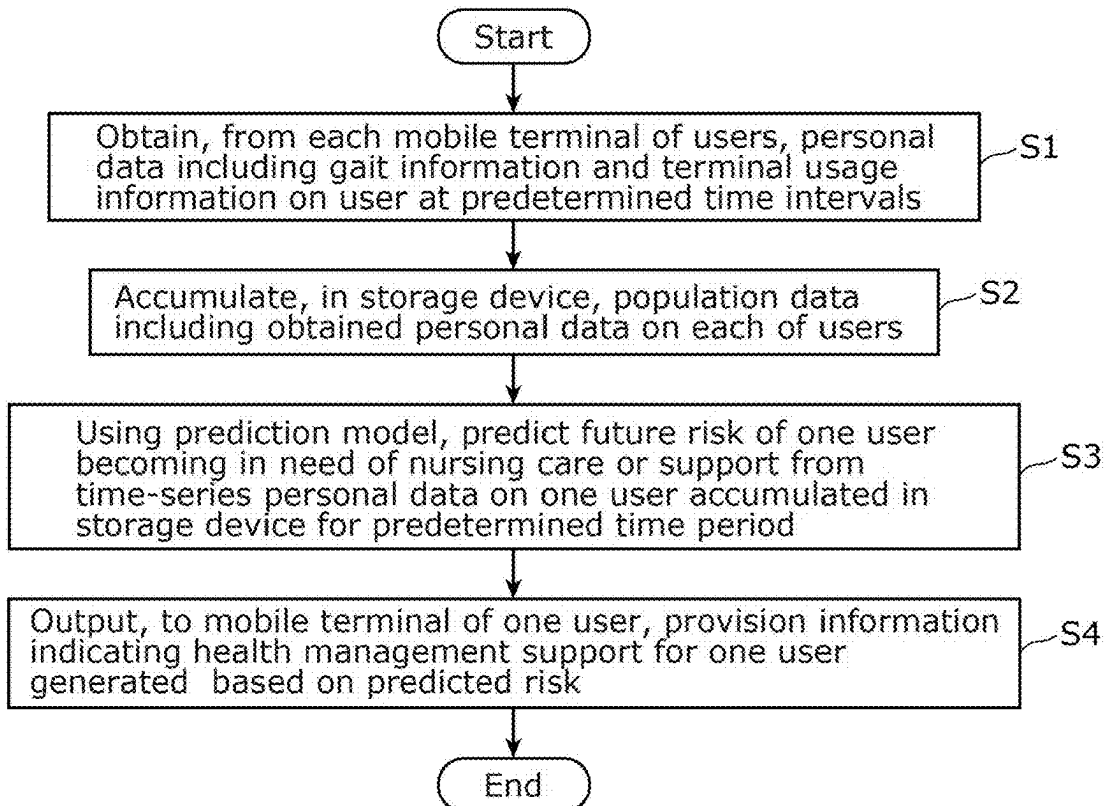 Start
Obtain, from each mobile terminal of users, personal
data including gait information and terminal usage
information on user at predetermined time intervals
S1
Accumulate, in storage device, population data
including obtained personal data on each of users
S2
Using prediction model, predict future risk of one user
becoming in need of nursing care or support from
time-series personal data on one user accumulated in
storage device for predetermined time period
S3
Output, to mobile terminal of one user, provision information
indicating health management support for one user
generated based on predicted risk
S4
End